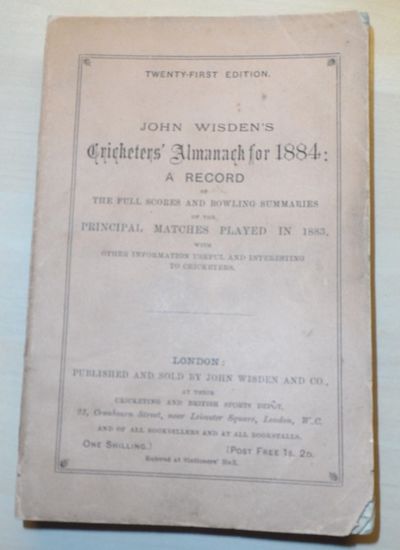 TWENTY-FIRST EDITION.
JOHN WISDEN'S
Cricketers' Almanack for 1884:
A RECORD
OF
THE FULL SCORES AND BOWLING SUMMARIES
OF THE
PRINCIPAL MATCHES PLAYED IN 1883,
WITH
OTHER INFORMATION USEFUL AND INTERESTING
TO CRICKETERS.
LONDON:
PUBLISHED AND SOLD BY JOHN WISDEN AND CO.,
AT THEIR
CRICKETING AND BRITISH SPORTS DEPÔT,
21, Cranbourn Street, near Leicester Square, London, W.C.
AND OF ALL BOOKSELLERS AND AT ALL BOOKSTALLS.
ONE SHILLING.) (POST FREE 1S. 2D.
Entered at Stationers' Hall.